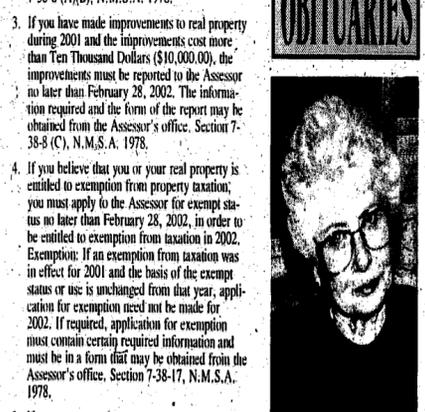 7-38-8 (A)(B), N.M.S.A. 1978.
3. If you have made improvements to real property
during 2001 and the improvements cost more
than Ten Thousand Dollars ($10,000.00), the
improvements must be reported to the Assessor
no later than February 28, 2002. The informa-
tion required and the form of the report may be
obtained from the Assessor's office. Section 7-
38-8 (C), N.M.S.A. 1978.
4. If you believe that you or your real property is
entitled to exemption from property taxation,
you must apply to the Assessor for exempt sta-
tus no later than February 28, 2002, in order to
be entitled to exemption from taxation in 2002.
Exemption: If an exemption from taxation was
in effect for 2001 and the basis of the exempt
status or use is unchanged from that year, appli-
cation for exemption need not be made for
2002. If required, application for exemption
must contain certain required information and
must be in a form that may be obtained from the
Assessor's office, Section 7-38-17, N.M.S.A.
1978.
OBITUARIES